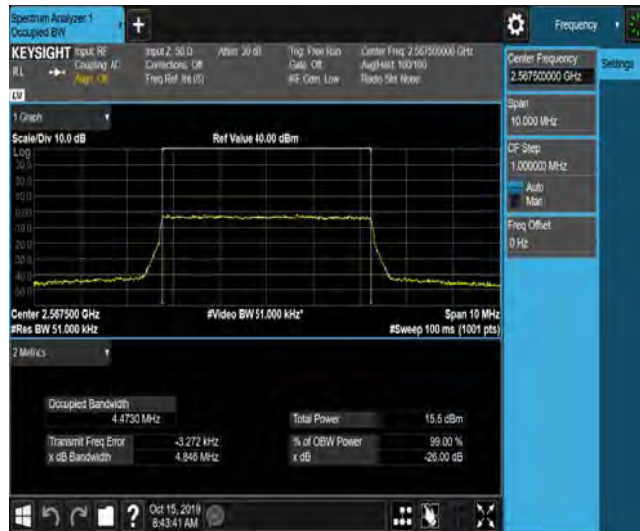 Spectrum Analyzer 1
Occupied BW
Frequency
KEYSIGHT
Input: RF
Input Z: 50 Ω
Atten: 30 dB
Trig: Free Run
Center Freq: 2.567500000 GHz
RL
Coupling: AC
Corrections: Off
Gate: Off
Avg|Hold: 100/100
Align: Off
Freq Ref: Int (S)
#IF Gain: Low
Radio Std: None
LV
Center Frequency
2.567500000 GHz
Settings
Span
10.000 MHz
CF Step
1.000000 MHz
Auto
Man
Freq Offset
0 Hz
1 Graph
Scale/Div 10.0 dB
Ref Value 40.00 dBm
Log
30.0
20.0
10.0
0.00
-10.0
-20.0
-30.0
-40.0
-50.0
Center 2.567500 GHz
#Video BW 51.000 kHz*
Span 10 MHz
#Res BW 51.000 kHz
#Sweep 100 ms (1001 pts)
2 Metrics
Occupied Bandwidth
4.4730 MHz
Total Power
15.5 dBm
Transmit Freq Error
-3.272 kHz
% of OBW Power
99.00 %
x dB Bandwidth
4.846 MHz
x dB
-26.00 dB
Oct 15, 2019
8:43:41 AM